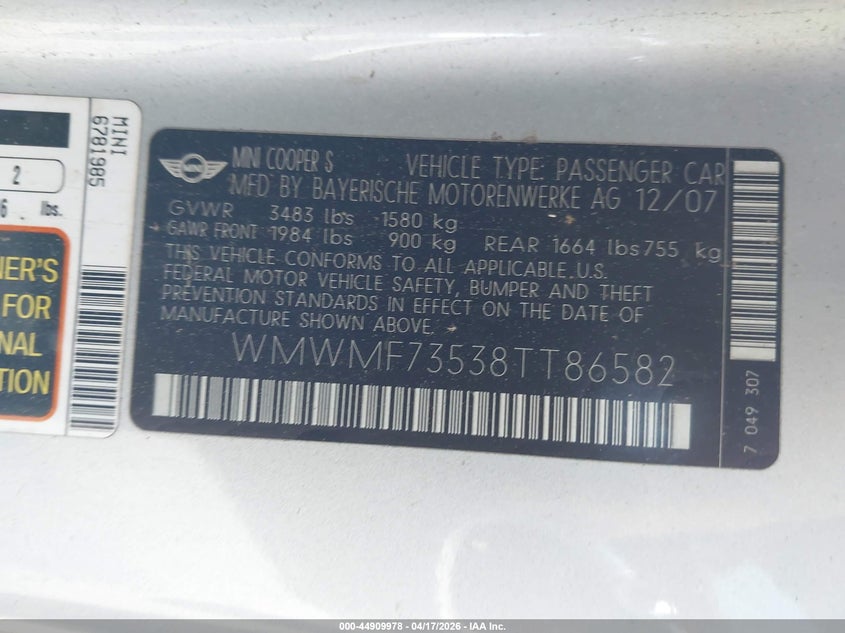 MINI
6781985
2
6 lbs.
NER'S
FOR
NAL
TION
MINI COOPER S VEHICLE TYPE: PASSENGER CAR
MFD BY BAYERISCHE MOTORENWERKE AG 12/07
GVWR 3483 lbs 1580 kg
GAWR FRONT 1984 lbs 900 kg REAR 1664 lbs 755 kg
THIS VEHICLE CONFORMS TO ALL APPLICABLE U.S.
FEDERAL MOTOR VEHICLE SAFETY, BUMPER AND THEFT
PREVENTION STANDARDS IN EFFECT ON THE DATE OF
MANUFACTURE SHOWN ABOVE.
WMWMF73538TT86582
7 049 307
000-44909978 - 04/17/2026 - IAA Inc.